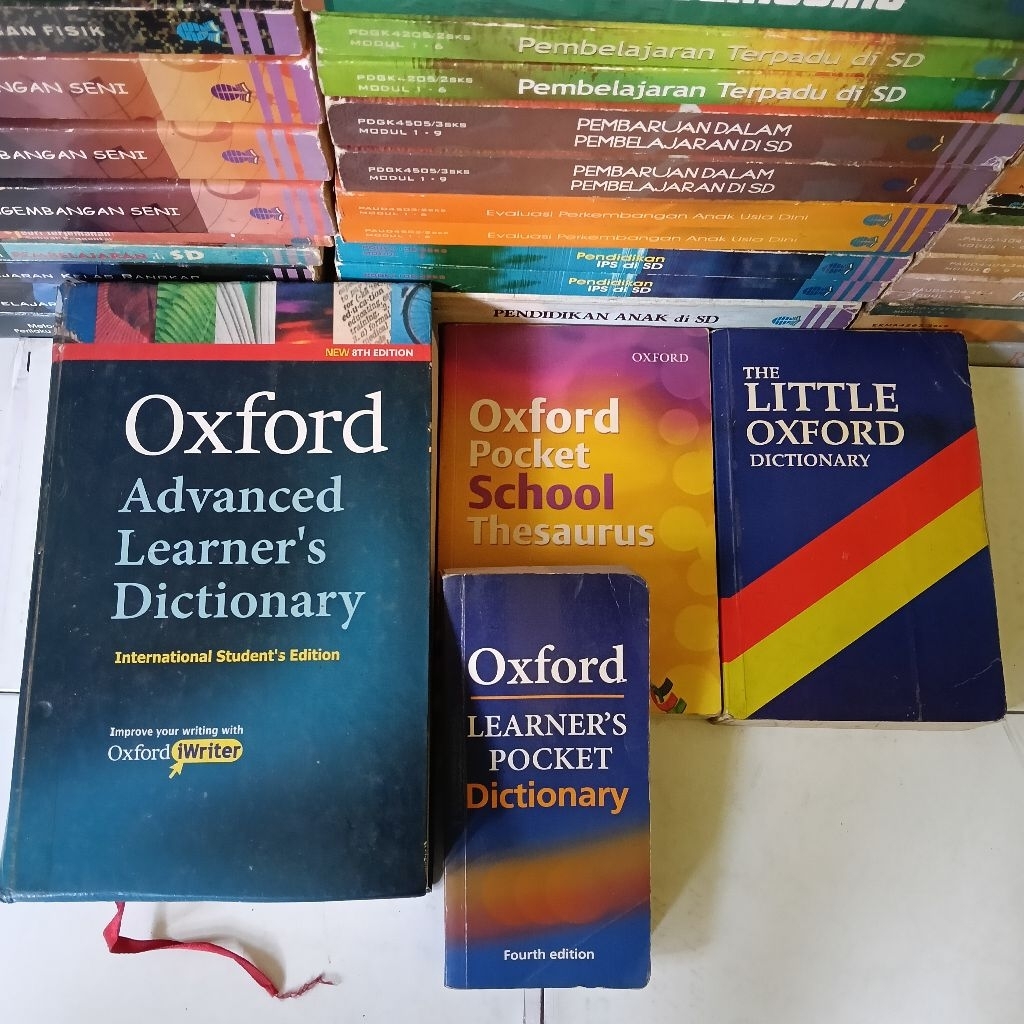 AN FISIK
NGAN SENI
BANGAN SENI
GEMBANGAN SENI
SD
ELAJAR
PDGK4205/2SKS
MODUL 1 - 6
Pembelajaran Terpadu di SD
MODUL 1 - 6
Pembelajaran Terpadu di SD
PDGK4505/3SKS
MODUL 1 - 9
PEMBARUAN DALAM
PEMBELAJARAN DI SD
PDGK4505/3SKS
MODUL 1 - 9
PEMBARUAN DALAM
PEMBELAJARAN DI SD
Evaluasi Perkembangan Anak Usia Dini
Evaluasi Perkembangan Anak Usia Dini
Pendidikan
IPS di SD
Pendidikan
IPS di SD
PENDIDIKAN ANAK di SD
NEW 8TH EDITION
Oxford
Advanced
Learner's
Dictionary
International Student's Edition
Improve your writing with
Oxford iWriter
OXFORD
Oxford
Pocket
School
Thesaurus
THE
LITTLE
OXFORD
DICTIONARY
Oxford
LEARNER'S
POCKET
Dictionary
Fourth edition